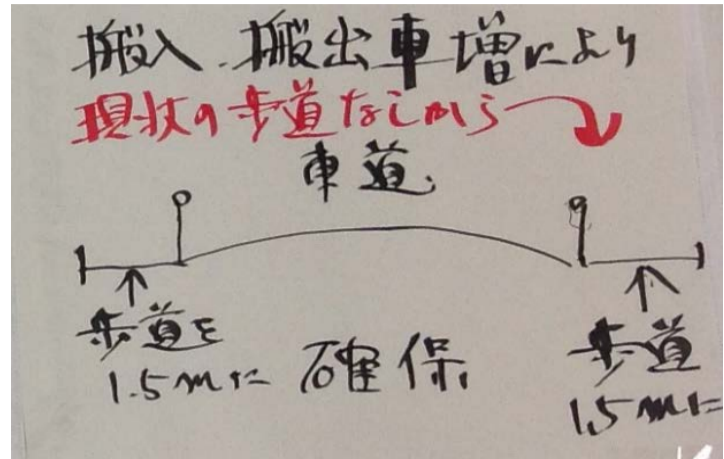 搬入.搬出車増により
現状の歩道なしから
車道
歩道を
1.5mに
確保
歩道
1.5mに